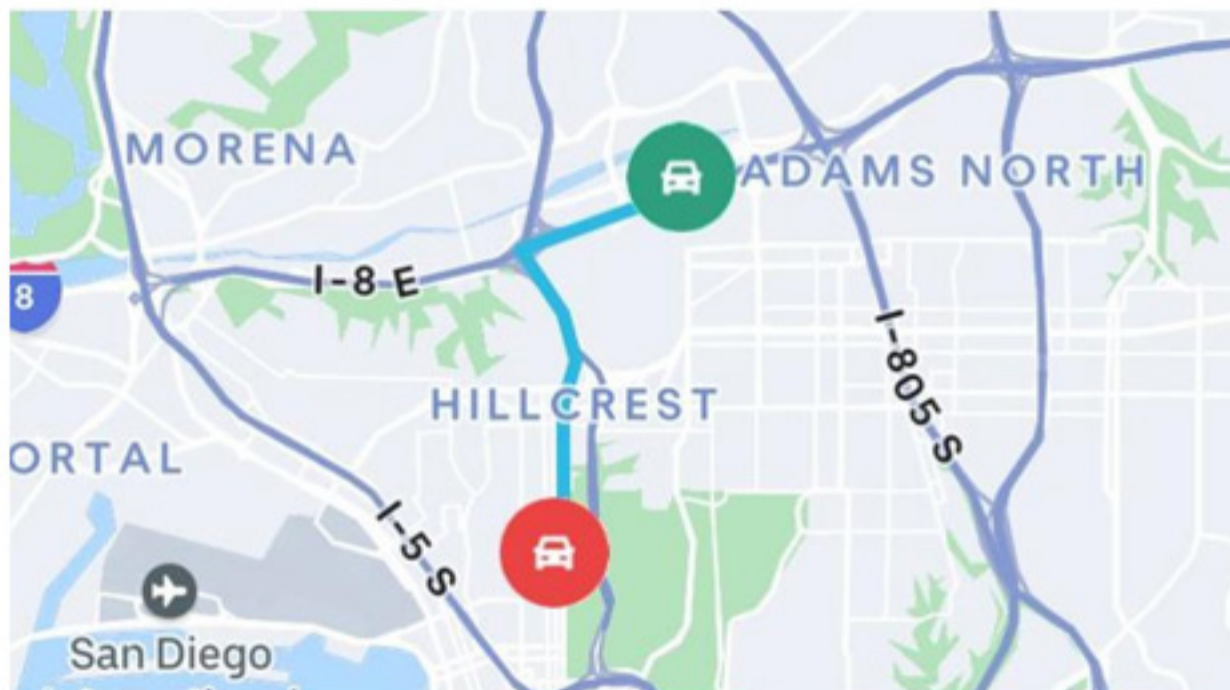 MORENA
ADAMS NORTH
I-8 E
8
I-805 S
HILLCREST
ORTAL
I-5 S
San Diego